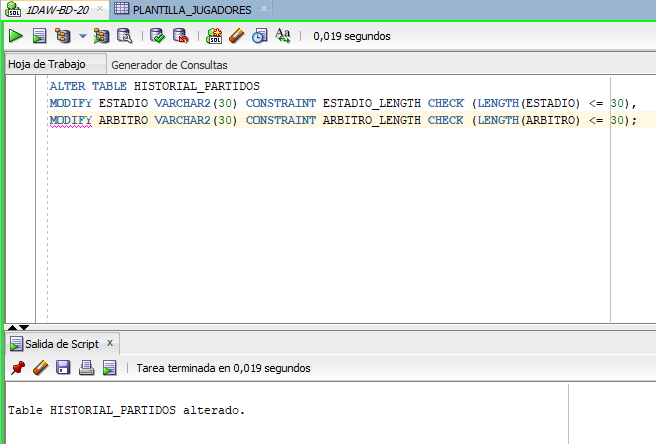 1DAW-BD-20 × PLANTILLA_JUGADORES ×
SQL 0,019 segundos
Hoja de Trabajo Generador de Consultas
ALTER TABLE HISTORIAL_PARTIDOS
MODIFY ESTADIO VARCHAR2(30) CONSTRAINT ESTADIO_LENGTH CHECK (LENGTH(ESTADIO) <= 30),
MODIFY ARBITRO VARCHAR2(30) CONSTRAINT ARBITRO_LENGTH CHECK (LENGTH(ARBITRO) <= 30);
Salida de Script ×
Tarea terminada en 0,019 segundos
Table HISTORIAL_PARTIDOS alterado.